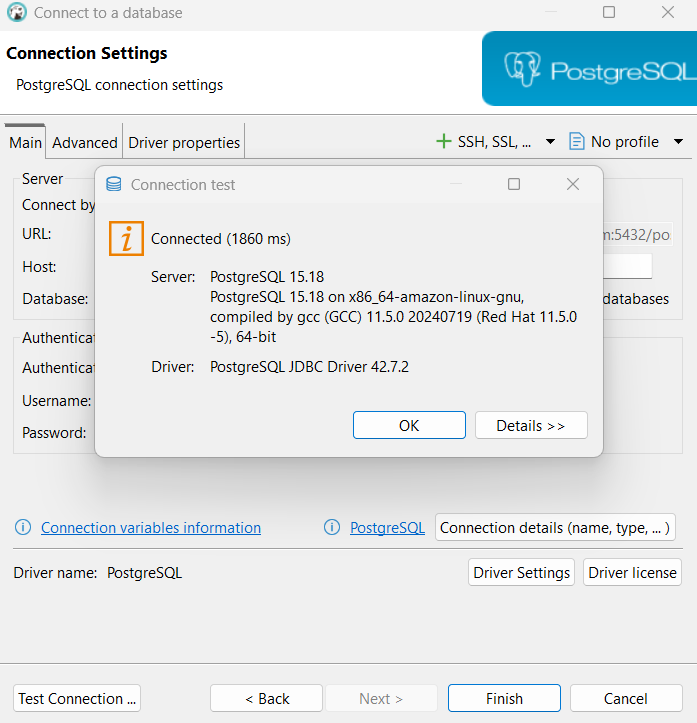 Connect to a database
Connection Settings
PostgreSQL connection settings
PostgreSQL
Main Advanced Driver properties SSH, SSL, ... No profile
Server
Connect by
URL: m:5432/po
Host:
Database: databases
Connection test
Connected (1860 ms)
Server: PostgreSQL 15.18
PostgreSQL 15.18 on x86_64-amazon-linux-gnu,
compiled by gcc (GCC) 11.5.0 20240719 (Red Hat 11.5.0
-5), 64-bit
Driver: PostgreSQL JDBC Driver 42.7.2
OK Details >>
Authenticat
Authenticat
Username:
Password:
Connection variables information PostgreSQL Connection details (name, type, ... )
Driver name: PostgreSQL Driver Settings Driver license
Test Connection ... < Back Next > Finish Cancel